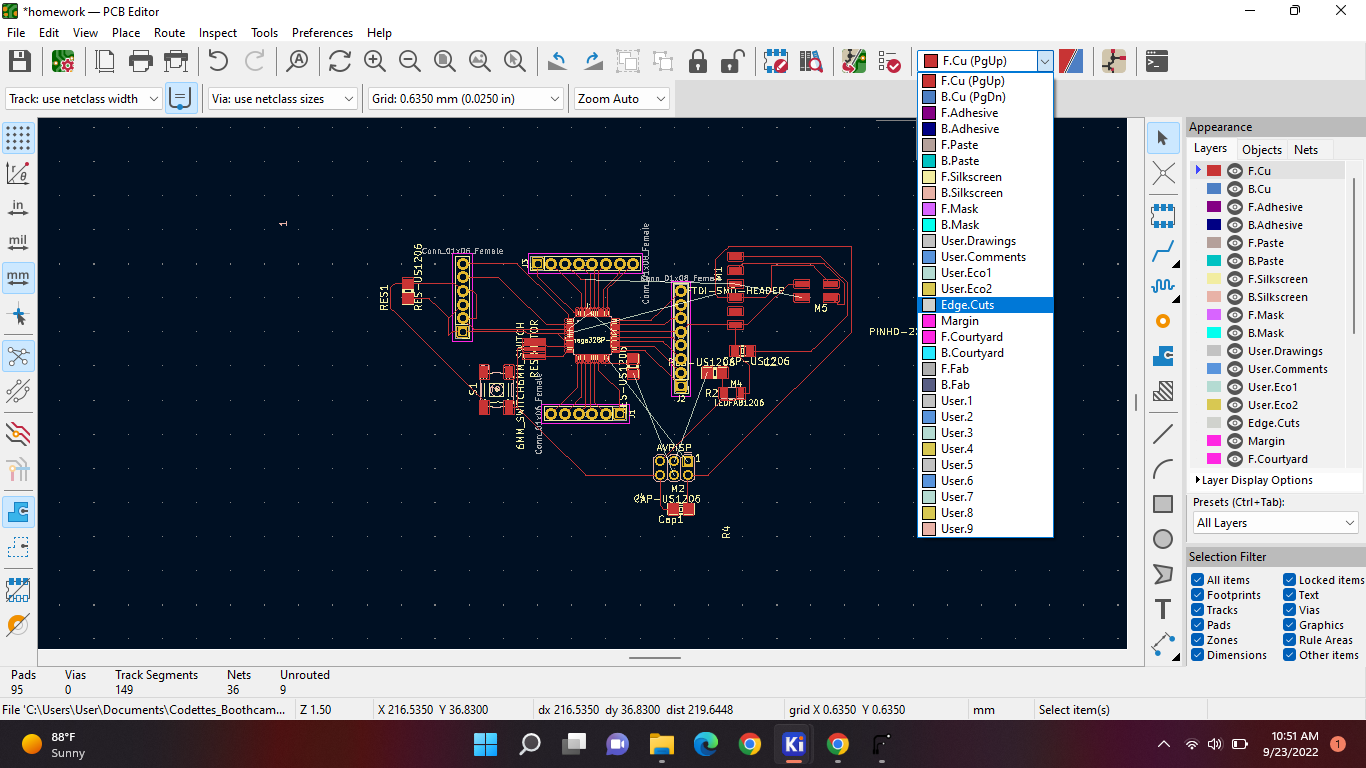 *homework — PCB Editor
File Edit View Place Route Inspect Tools Preferences Help
F.Cu (PgUp)
Track: use netclass width
Via: use netclass sizes
Grid: 0.6350 mm (0.0250 in)
Zoom Auto
F.Cu (PgUp)
B.Cu (PgDn)
F.Adhesive
B.Adhesive
F.Paste
B.Paste
F.Silkscreen
B.Silkscreen
F.Mask
B.Mask
User.Drawings
User.Comments
User.Eco1
User.Eco2
Edge.Cuts
Margin
F.Courtyard
B.Courtyard
F.Fab
B.Fab
User.1
User.2
User.3
User.4
User.5
User.6
User.7
User.8
User.9
in
mil
mm
1
RES1
RES-US1206
Conn_01x06_Female
J3
Conn_01x08_Female
Conn_01x08_Fema
M1
FTDI-SMD-HEADER
M5
PINHD-2
mega328P
6MM_SWITCH6MM_SWITCH
RESISTOR
S1
Conn_01x06_Female
J1
J2
CAP-US1206
C2
R2
M4
LEDFAB1206
AVRISP
1
M2
CAP-US1206
Cap1
R4
Appearance
Layers Objects Nets
F.Cu
B.Cu
F.Adhesive
B.Adhesive
F.Paste
B.Paste
F.Silkscreen
B.Silkscreen
F.Mask
B.Mask
User.Drawings
User.Comments
User.Eco1
User.Eco2
Edge.Cuts
Margin
F.Courtyard
Layer Display Options
Presets (Ctrl+Tab):
All Layers
Selection Filter
All items Locked items
Footprints Text
Tracks Vias
Pads Graphics
Zones Rule Areas
Dimensions Other items
Pads Vias Track Segments Nets Unrouted
95 0 149 36 9
File 'C:\Users\User\Documents\Codettes_Boothcam... Z 1.50 X 216.5350 Y 36.8300 dx 216.5350 dy 36.8300 dist 219.6448 grid X 0.6350 Y 0.6350 mm Select item(s)
88°F
Sunny
Ki
10:51 AM
9/23/2022
1